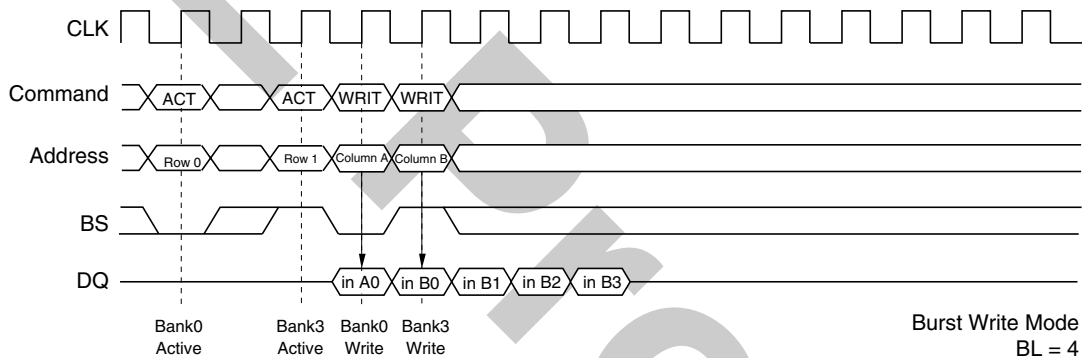 CLK
Command ACT ACT WRIT WRIT
Address Row 0 Row 1 Column A Column B
BS
DQ in A0 in B0 in B1 in B2 in B3
Bank0 Bank3 Bank0 Bank3
Active Active Write Write
Burst Write Mode
BL = 4